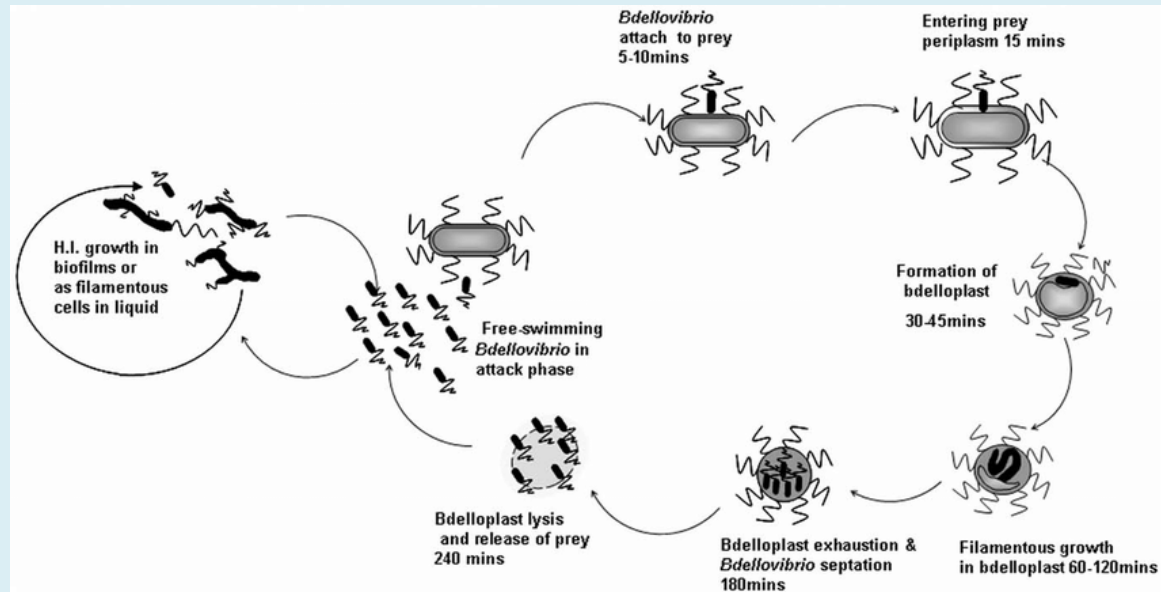 Bdellovibrio
attach to prey
5-10mins
Entering prey
periplasm 15 mins
H.I. growth in
biofilms or
as filamentous
cells in liquid
Free-swimming
Bdellovibrio in
attack phase
Formation of
bdelloplast
30-45mins
Bdelloplast lysis
and release of prey
240 mins
Bdelloplast exhaustion &
Bdellovibrio septation
180mins
Filamentous growth
in bdelloplast 60-120mins